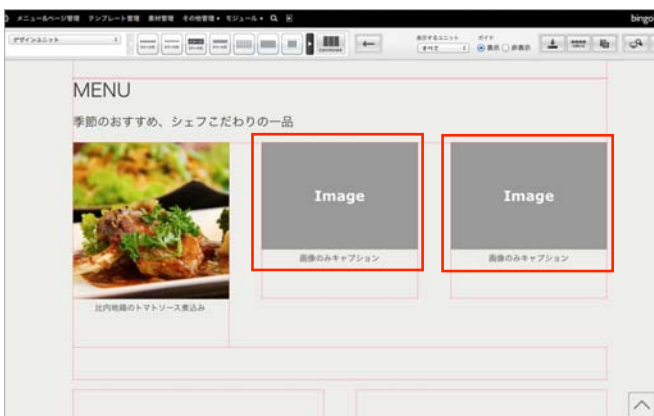 メニュー&ページ管理 テンプレート管理 素材管理 その他管理 モジュール
bingo
デザインユニット
表示するユニット
ガイド
すべて
表示 非表示
MENU
季節のおすすめ、シェフこだわりの一品
Image
Image
画像のみキャプション
画像のみキャプション
比内地鶏のトマトソース煮込み